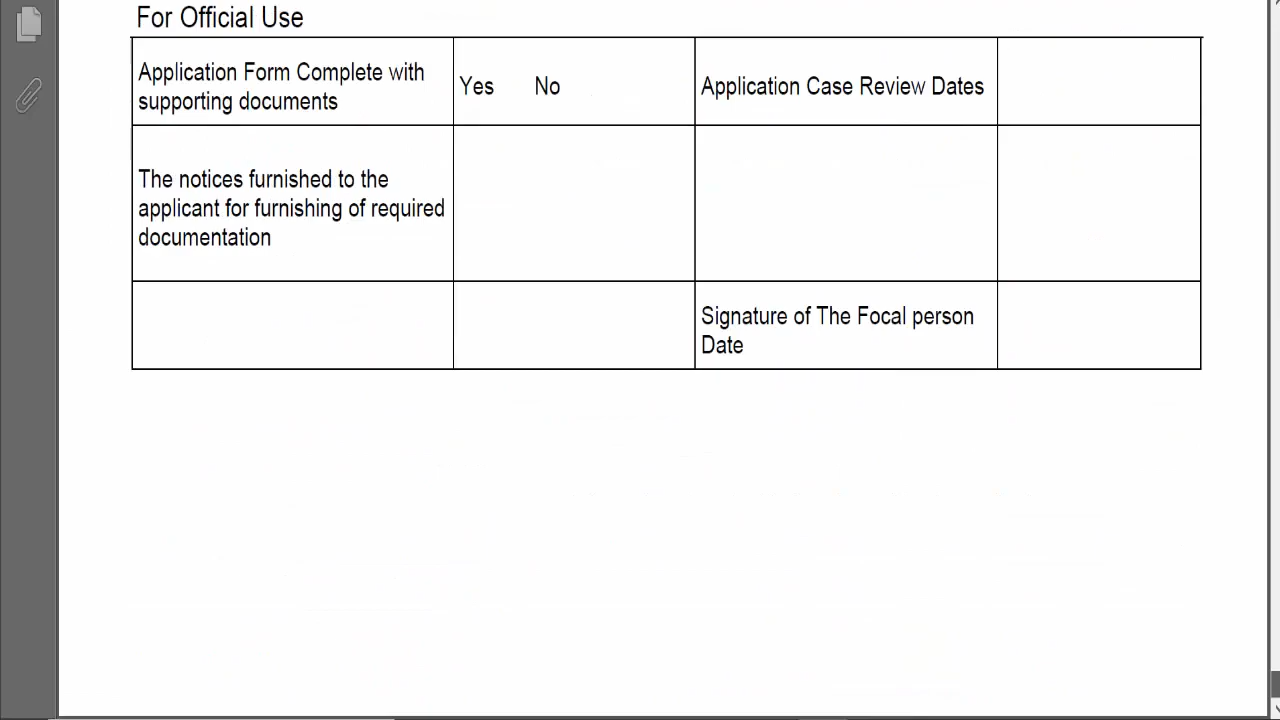 For Official Use
Application Form Complete with
supporting documents
Yes No
Application Case Review Dates
The notices furnished to the
applicant for furnishing of required
documentation
Signature of The Focal person
Date